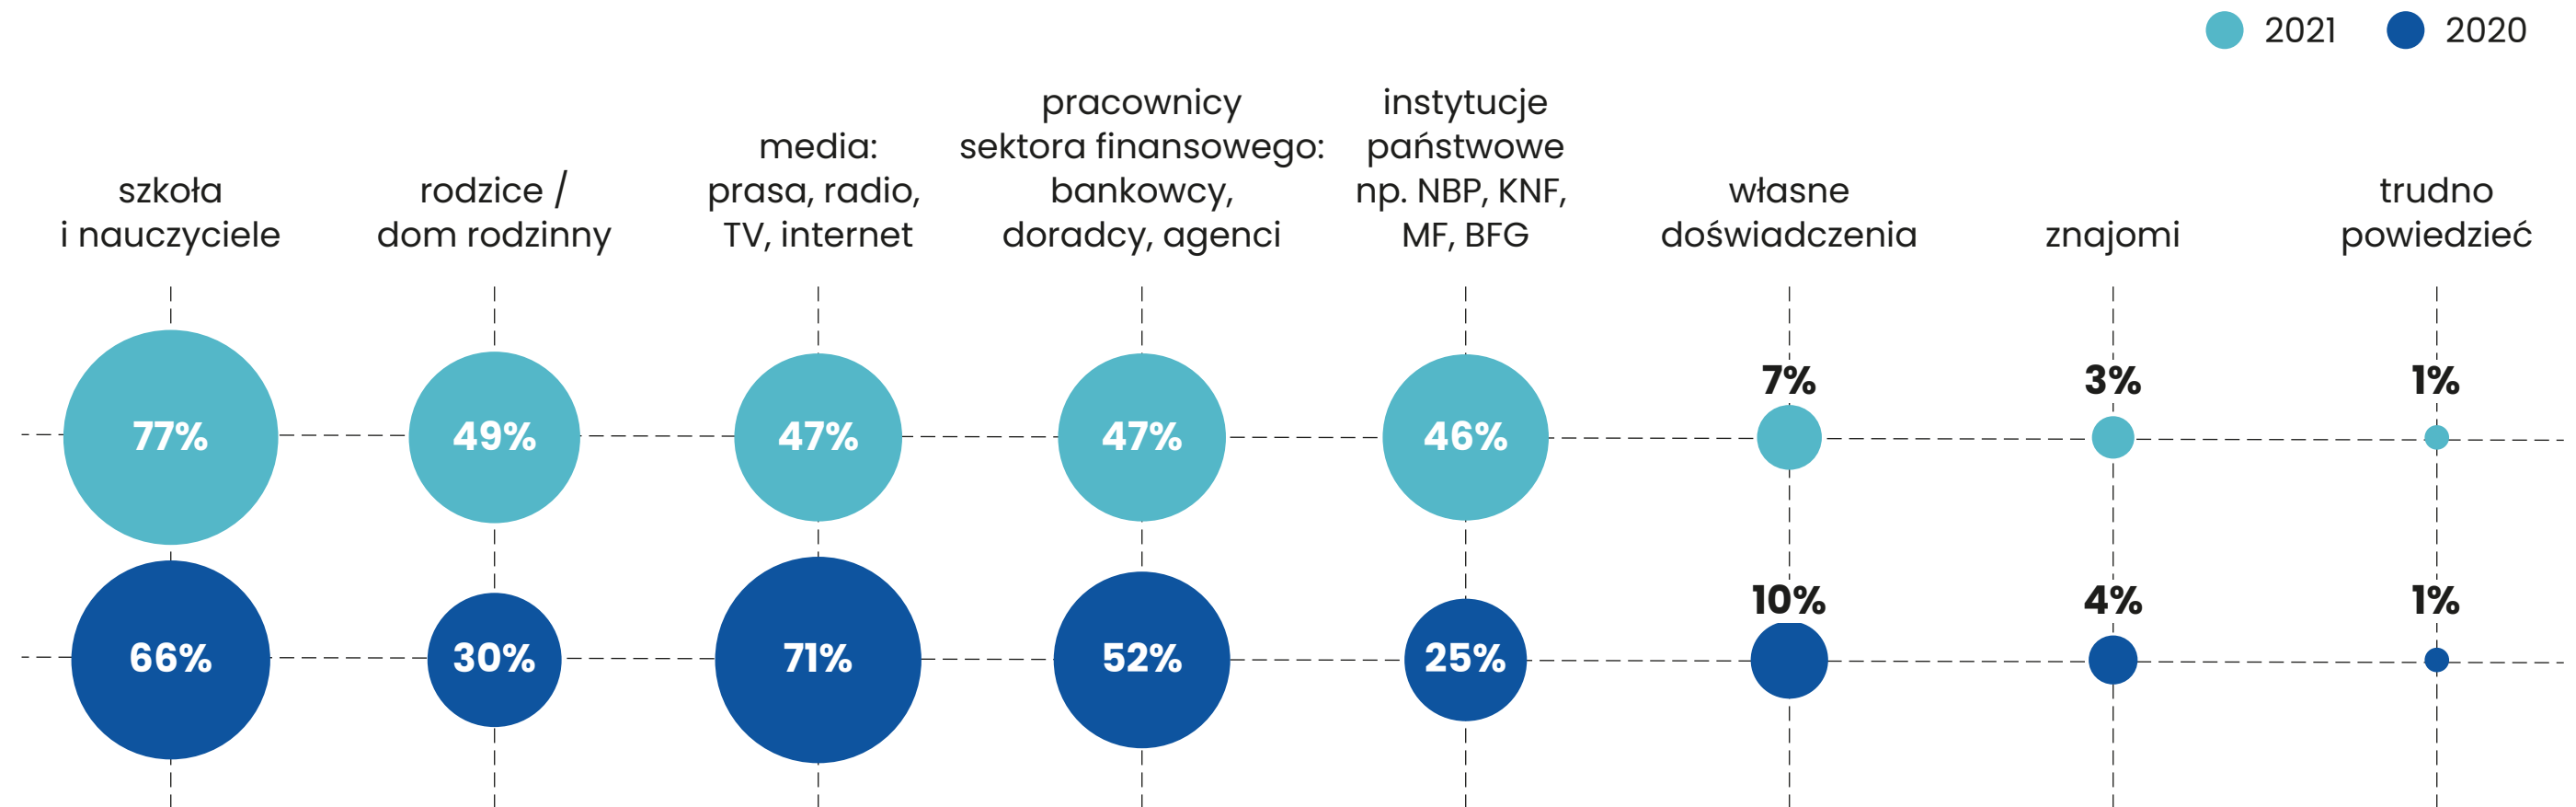 2021
2020
szkoła
i nauczyciele
rodzice /
dom rodzinny
media:
prasa, radio,
TV, internet
pracownicy
sektora finansowego:
bankowcy,
doradcy, agenci
instytucje
państwowe
np. NBP, KNF,
MF, BFG
własne
doświadczenia
znajomi
trudno
powiedzieć
77%
49%
47%
47%
46%
7%
3%
1%
66%
30%
71%
52%
25%
10%
4%
1%